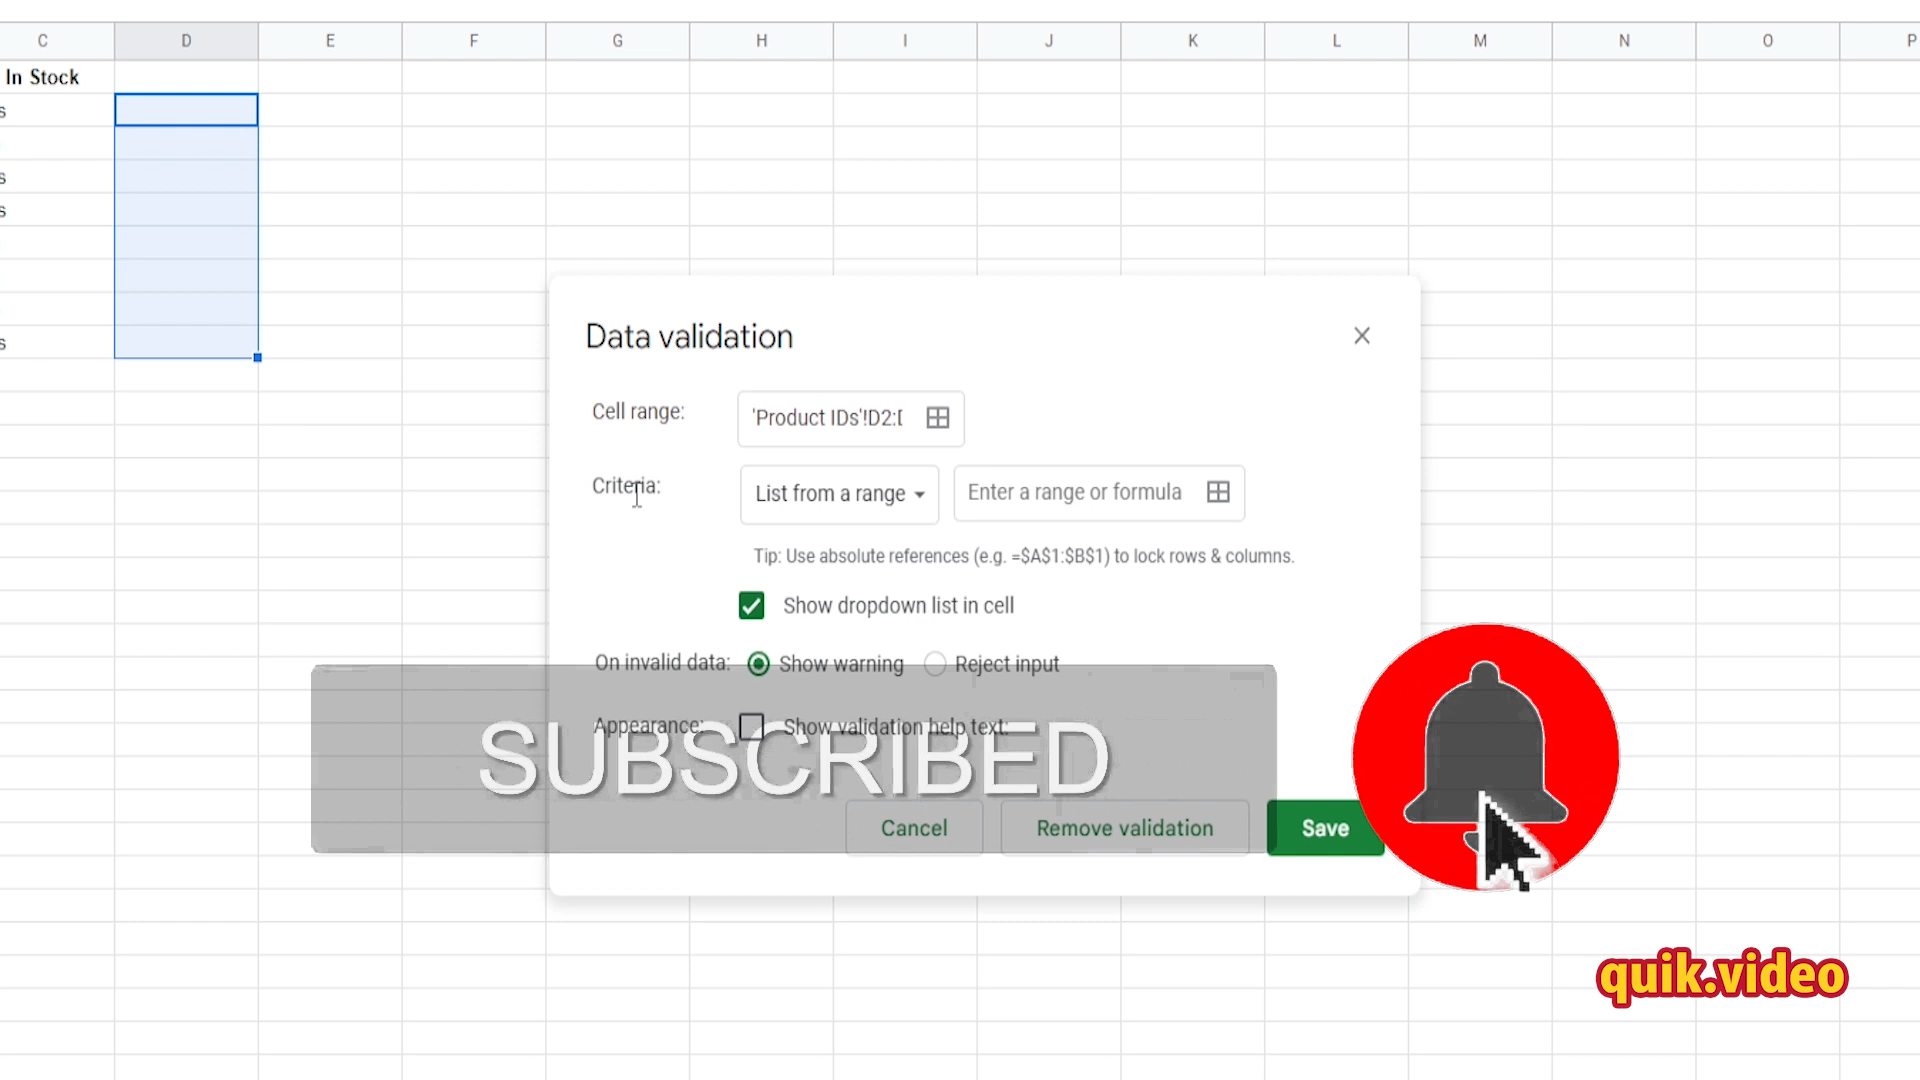 C D E F G H I J K L M N O P
In Stock
s
s
s
s
Data validation
Cell range: 'Product IDs'!D2:
Criteria: List from a range Enter a range or formula
Tip: Use absolute references (e.g. =$A$1:$B$1) to lock rows & columns.
Show dropdown list in cell
On invalid data: Show warning Reject input
Appearance: Show validation help text:
SUBSCRIBED
Cancel Remove validation Save
quik.video